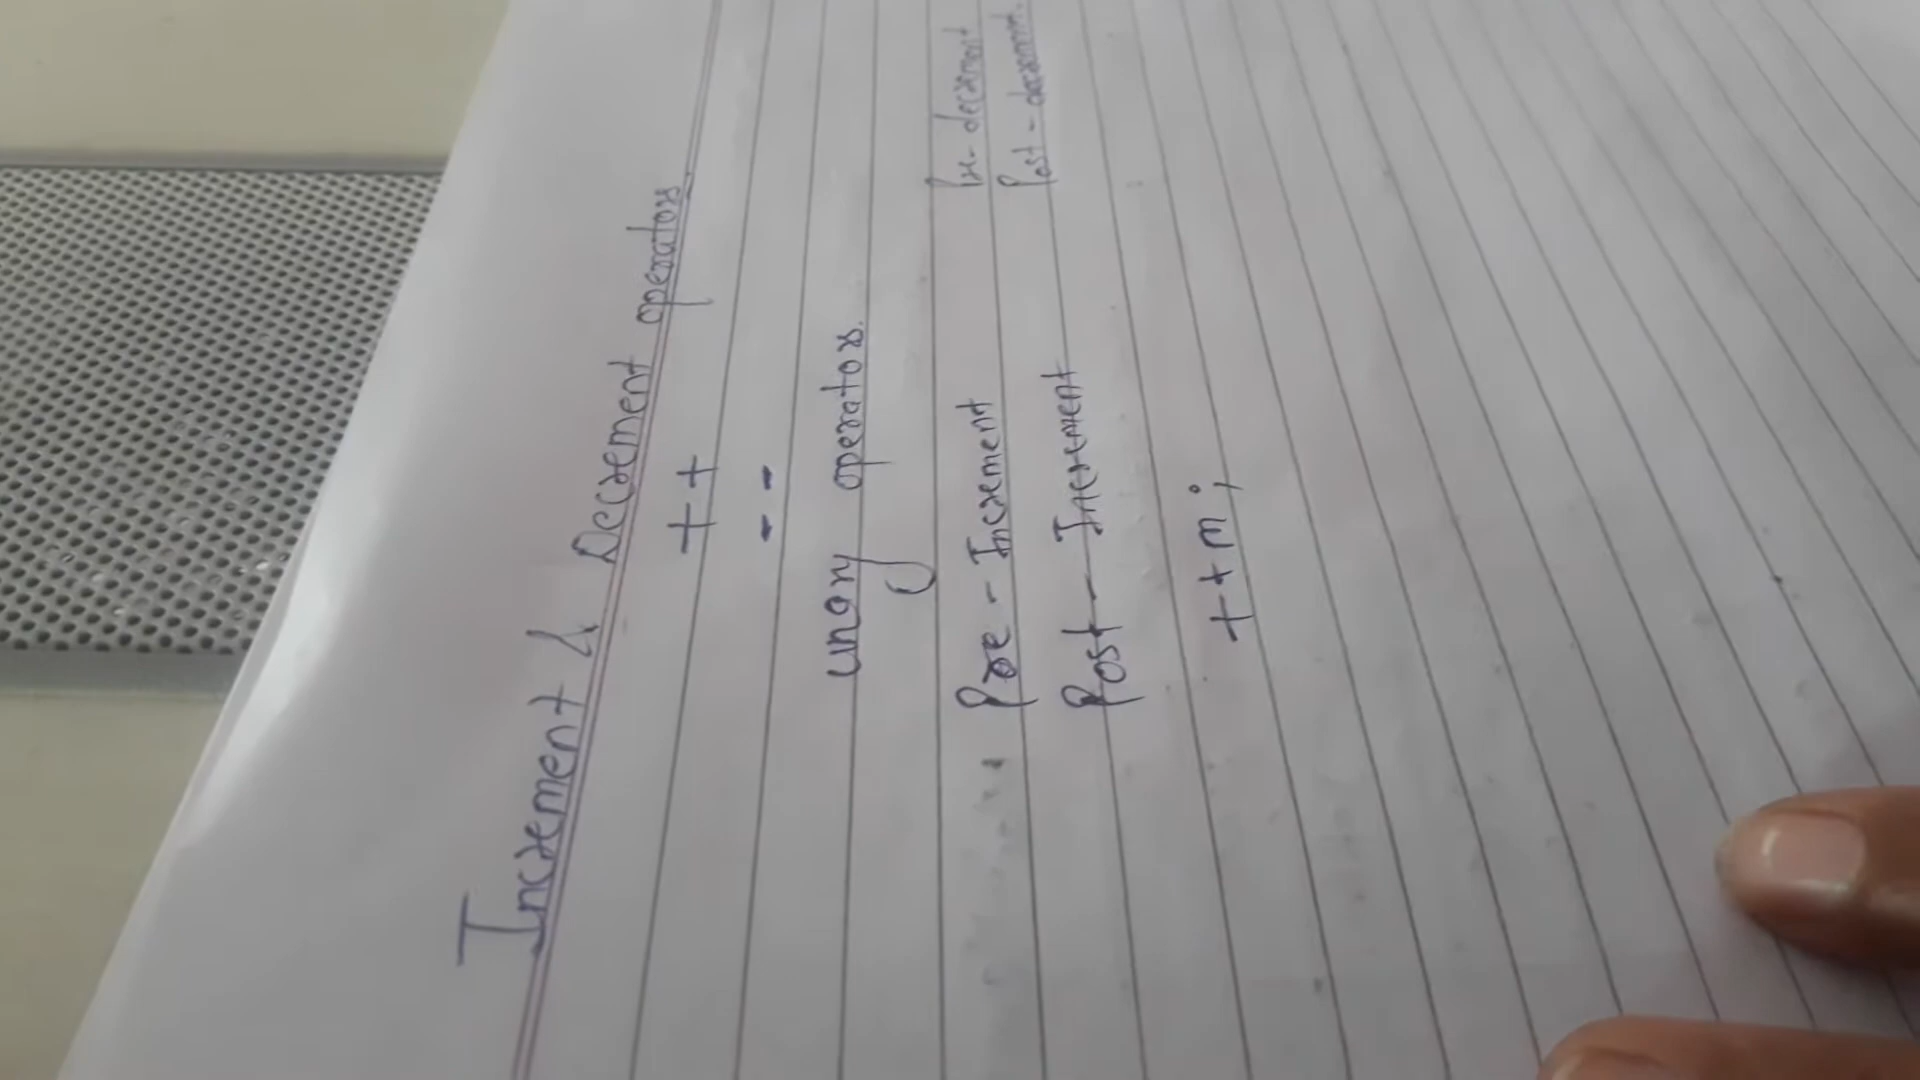 Increment & Decrement operators
++
--
unary operators.
Pre - Increment Pre - decrement
Post - Increment Post - decrement.
++m;